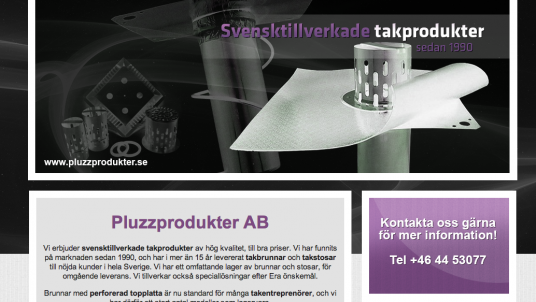 Svensktillverkade takprodukter
sedan 1990
www.pluzzprodukter.se
Pluzzprodukter AB
Vi erbjuder svensktillverkade takprodukter av hög kvalitet, till bra priser. Vi har funnits
på marknaden sedan 1990, och har i mer än 15 år levererat takbrunnar och takstosar
till nöjda kunder i hela Sverige. Vi har ett omfattande lager av brunnar och stosar, för
omgående leverans. Vi tillverkar också speciallösningar efter Era önskemål.
Brunnar med perforerad topplatta är nu standard för många takentreprenörer, och vi
Kontakta oss gärna
för mer information!
Tel +46 44 53077